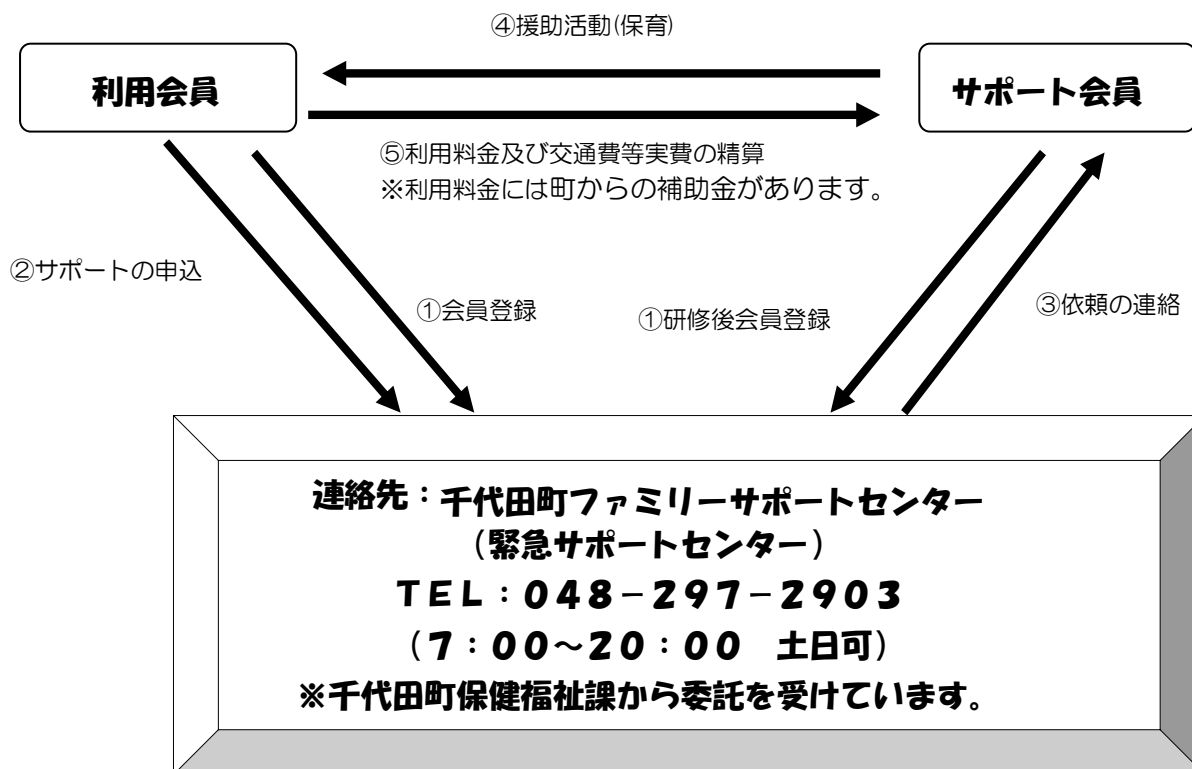 ④援助活動(保育)
利用会員
サポート会員
⑤利用料金及び交通費等実費の精算
※利用料金には町からの補助金があります。
②サポートの申込
①会員登録
①研修後会員登録
③依頼の連絡
連絡先：千代田町ファミリーサポートセンター
（緊急サポートセンター）
ＴＥＬ：０４８－２９７－２９０３
（７：００～２０：００　土日可）
※千代田町保健福祉課から委託を受けています。